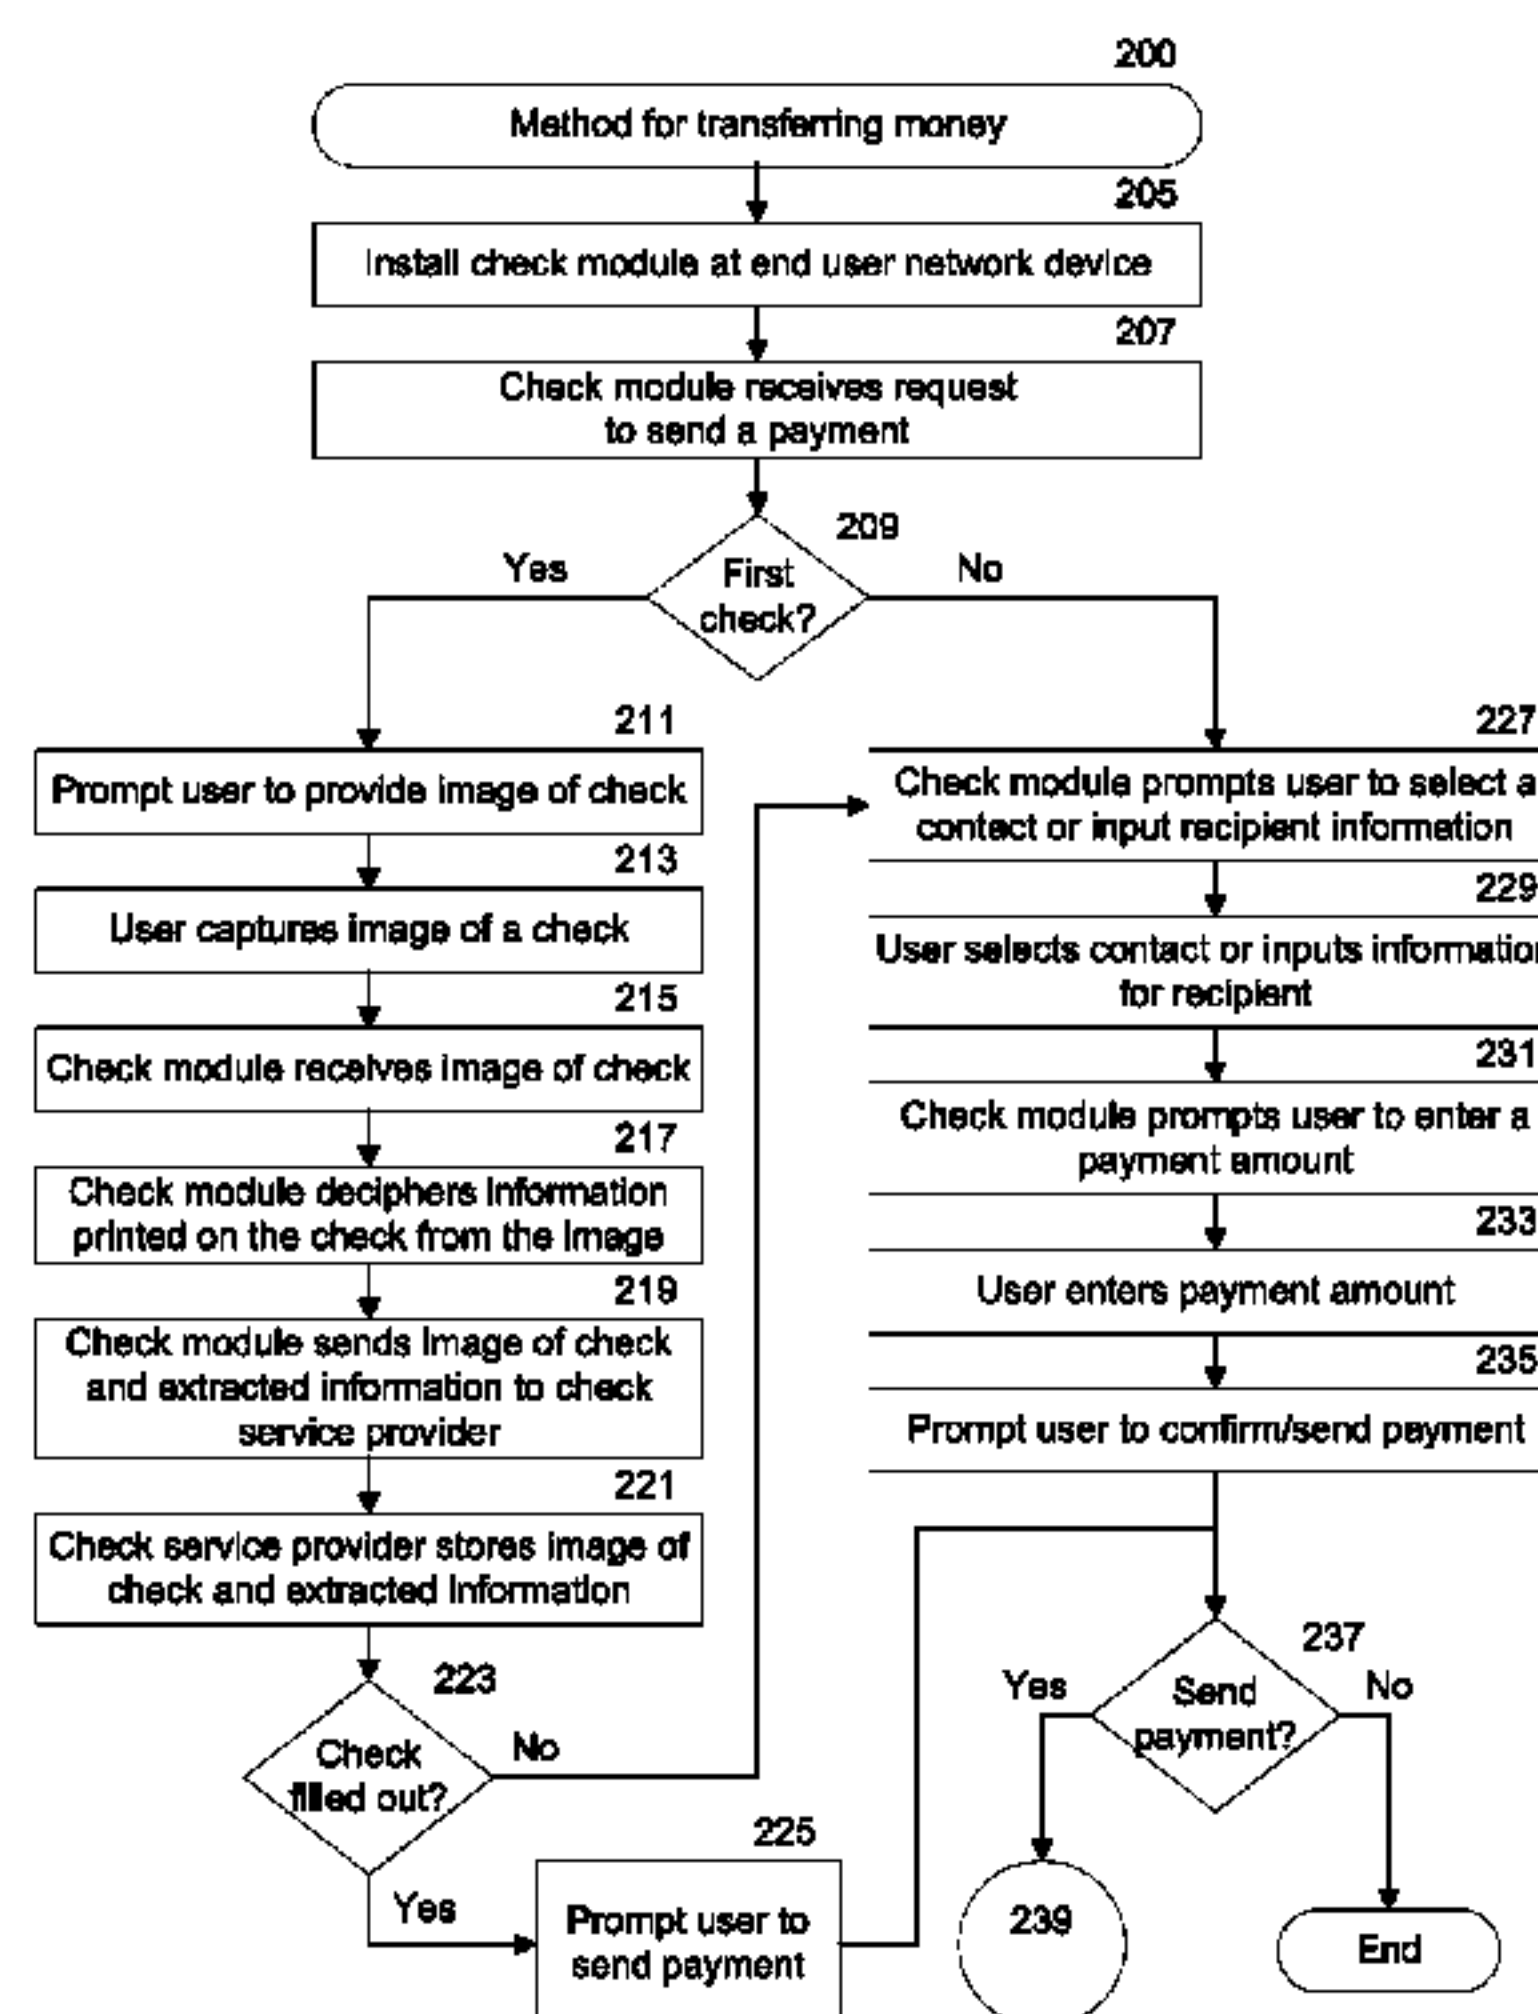 200
Method for transferring money
205
Install check module at end user network device
207
Check module receives request
to send a payment
209
First
check?
Yes
No
211
Prompt user to provide image of check
213
User captures image of a check
215
Check module receives image of check
217
Check module deciphers information
printed on the check from the image
219
Check module sends image of check
and extracted information to check
service provider
221
Check service provider stores image of
check and extracted information
223
Check
filled out?
No
Yes
225
Prompt user to
send payment
227
Check module prompts user to select a
contact or input recipient information
229
User selects contact or inputs information
for recipient
231
Check module prompts user to enter a
payment amount
233
User enters payment amount
235
Prompt user to confirm/send payment
237
Send
payment?
Yes
No
239
End